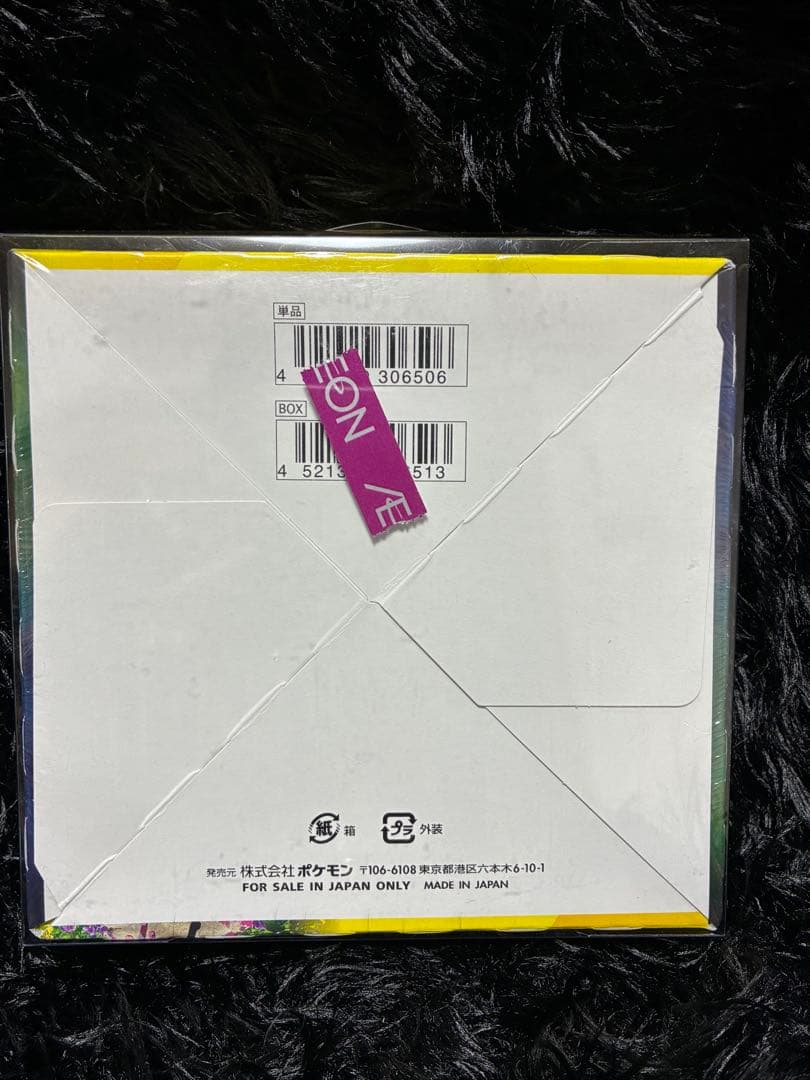 単品
4 306506
BOX
4 5213 6513
ÆON
Æ
紙 箱 プラ 外装
発売元 株式会社 ポケモン 〒106-6108 東京都港区六本木6-10-1
FOR SALE IN JAPAN ONLY MADE IN JAPAN